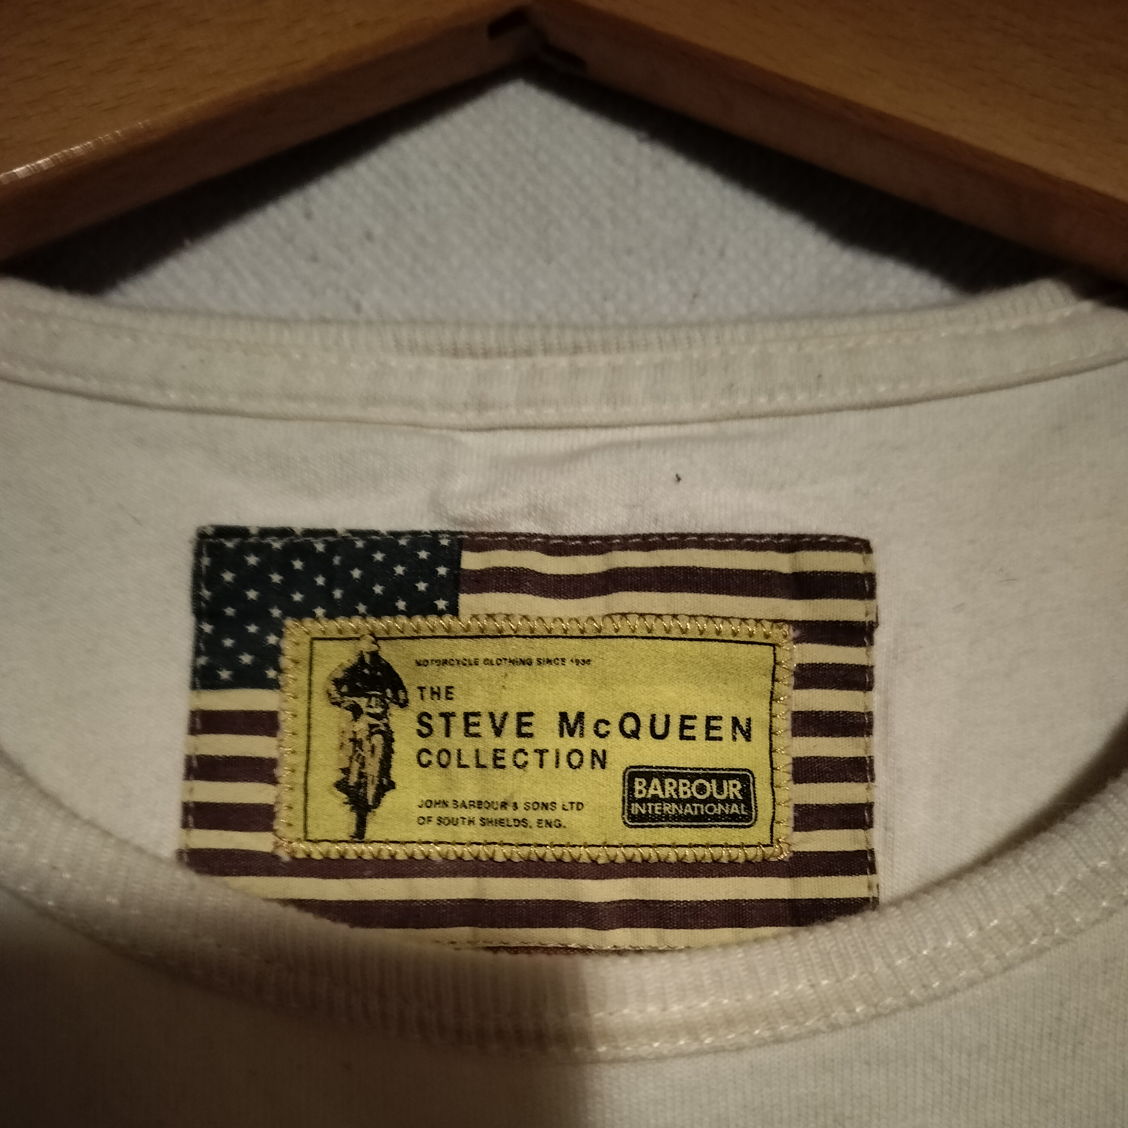 MOTORCYCLE CLOTHING SINCE 1936
THE
STEVE McQUEEN
COLLECTION
JOHN BARBOUR & SONS LTD
OF SOUTH SHIELDS, ENG.
BARBOUR
INTERNATIONAL